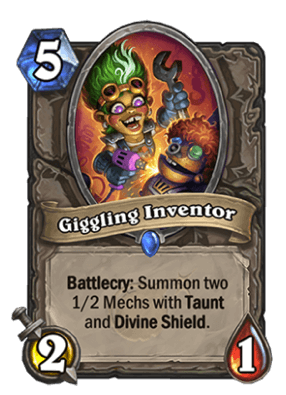 5
Giggling Inventor
Battlecry: Summon two
1/2 Mechs with Taunt
and Divine Shield.
2
1